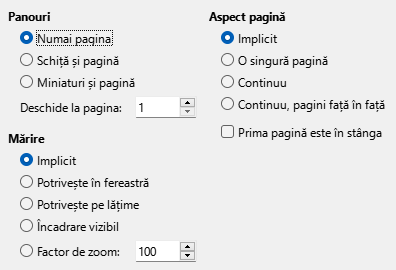 Panouri
Numai pagina
Schiță și pagină
Miniaturi și pagină
Deschide la pagina: 1
Mărire
Implicit
Potrivește în fereastră
Potrivește pe lățime
Încadrare vizibil
Factor de zoom: 100
Aspect pagină
Implicit
O singură pagină
Continuu
Continuu, pagini față în față
Prima pagină este în stânga